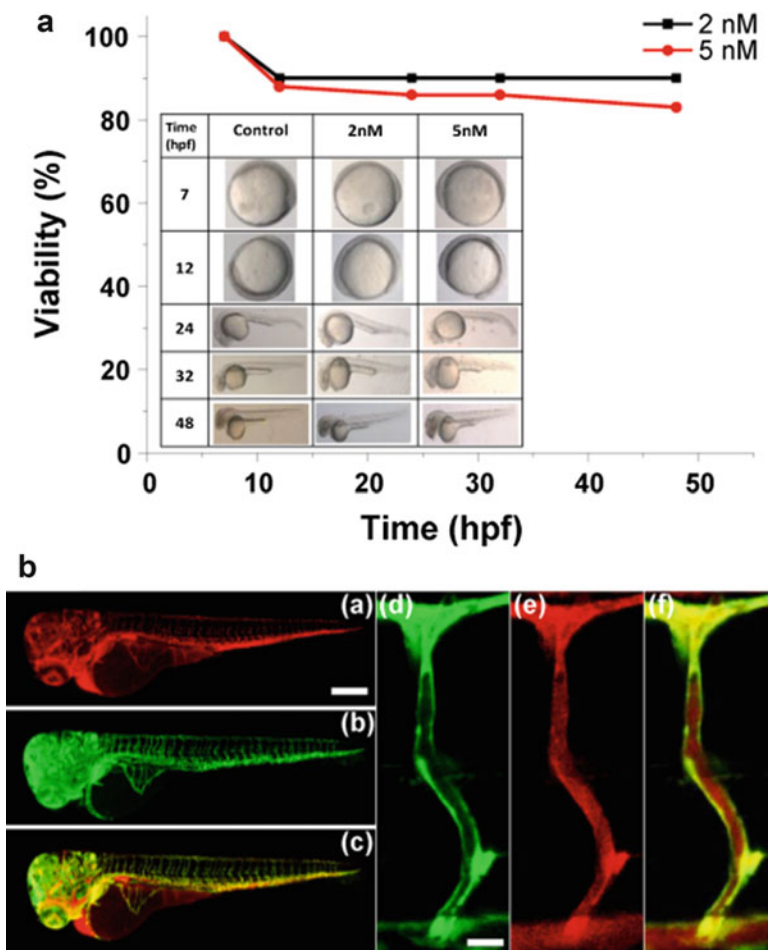 a
100
80
60
40
20
0
Viability (%)
2 nM
5 nM
Time (hpf) Control 2nM 5nM
7
12
24
32
48
0 10 20 30 40 50
Time (hpf)
b
(a)
(b)
(c)
(d) (e) (f)